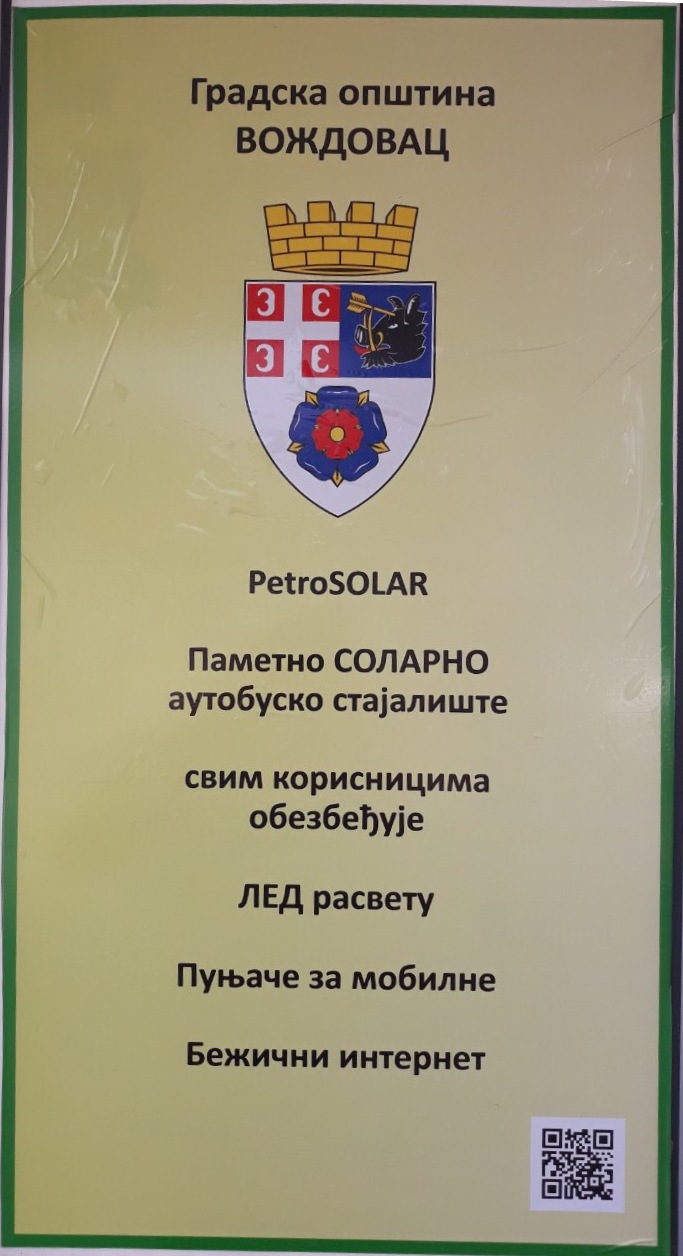 Градска општина
ВОЖДОВАЦ
PetroSOLAR
Паметно СОЛАРНО
аутобуско стајалиште
свим корисницима
обезбеђује
ЛЕД расвету
Пуњаче за мобилне
Бежични интернет